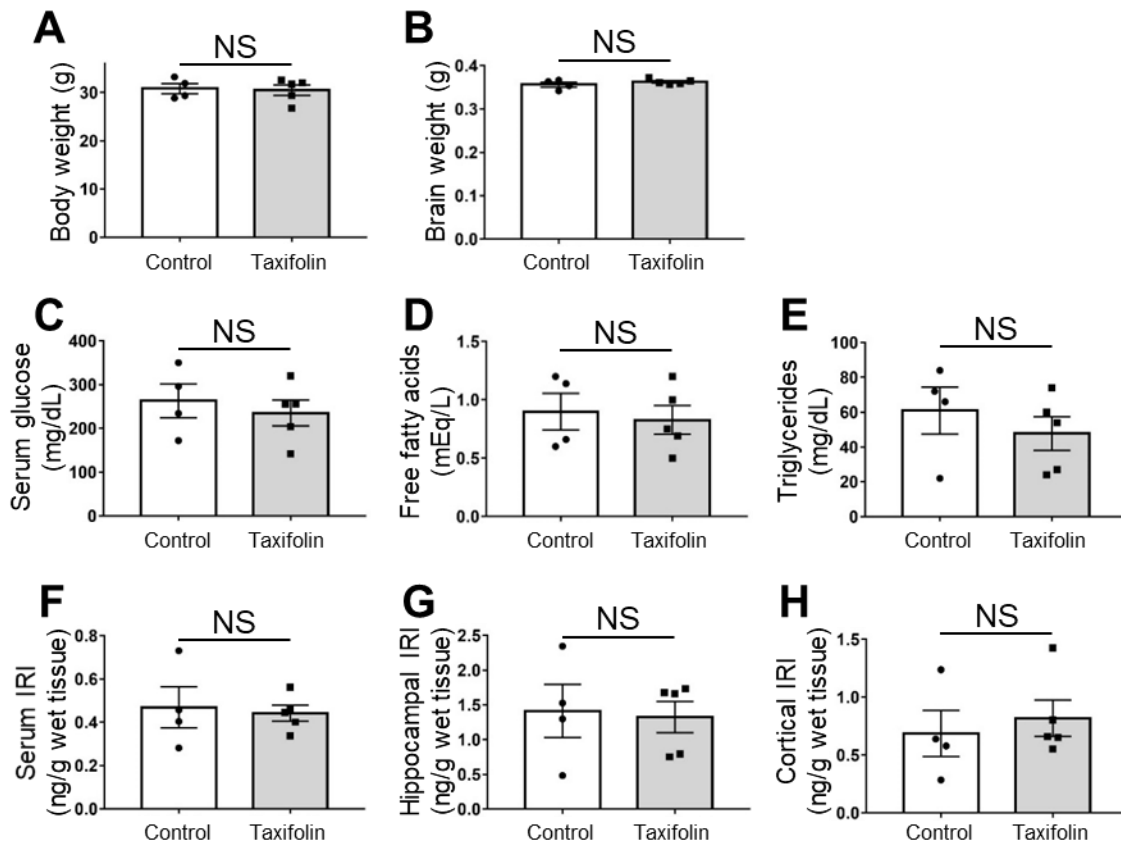 A
NS
Body weight (g)
30
20
10
0
Control Taxifolin
B
NS
Brain weight (g)
0.4
0.3
0.2
0.1
0.0
Control Taxifolin
C
NS
Serum glucose
(mg/dL)
400
300
200
100
0
Control Taxifolin
D
NS
Free fatty acids
(mEq/L)
1.5
1.0
0.5
0.0
Control Taxifolin
E
NS
Triglycerides
(mg/dL)
100
80
60
40
20
0
Control Taxifolin
F
NS
Serum IRI
(ng/g wet tissue)
0.8
0.6
0.4
0.2
0.0
Control Taxifolin
G
NS
Hippocampal IRI
(ng/g wet tissue)
2.5
2.0
1.5
1.0
0.5
0.0
Control Taxifolin
H
NS
Cortical IRI
(ng/g wet tissue)
1.5
1.0
0.5
0.0
Control Taxifolin